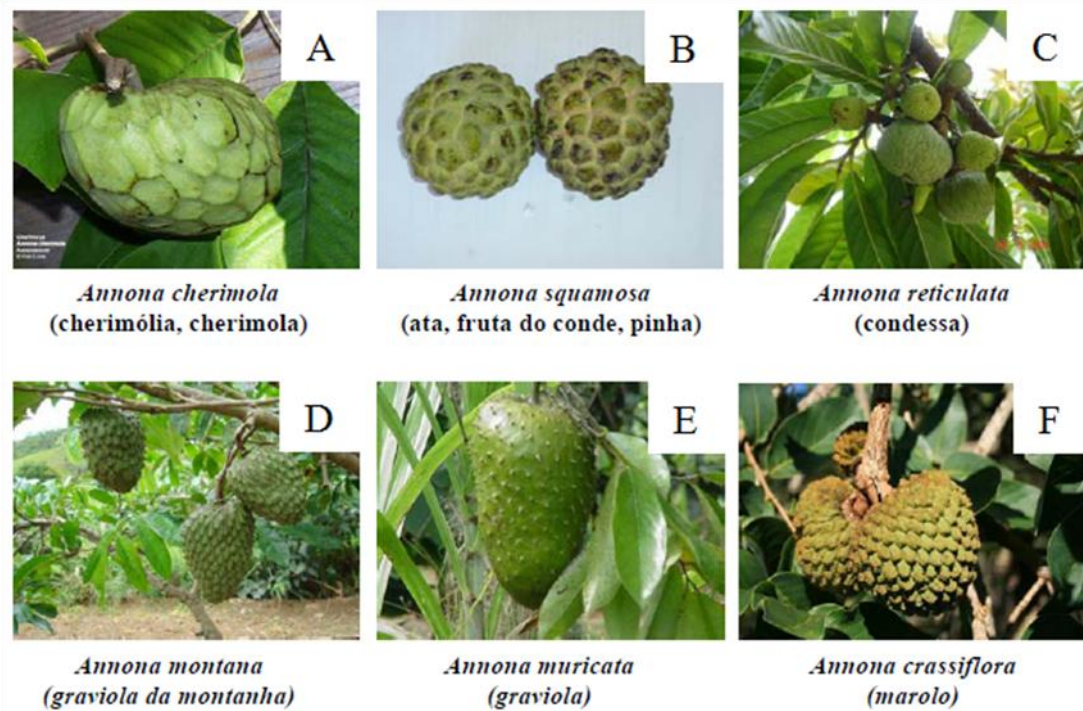 A
B
C
Annona cherimola
(cherimólia, cherimola)
Annona squamosa
(ata, fruta do conde, pinha)
Annona reticulata
(condessa)
D
E
F
Annona montana
(graviola da montanha)
Annona muricata
(graviola)
Annona crassiflora
(marolo)